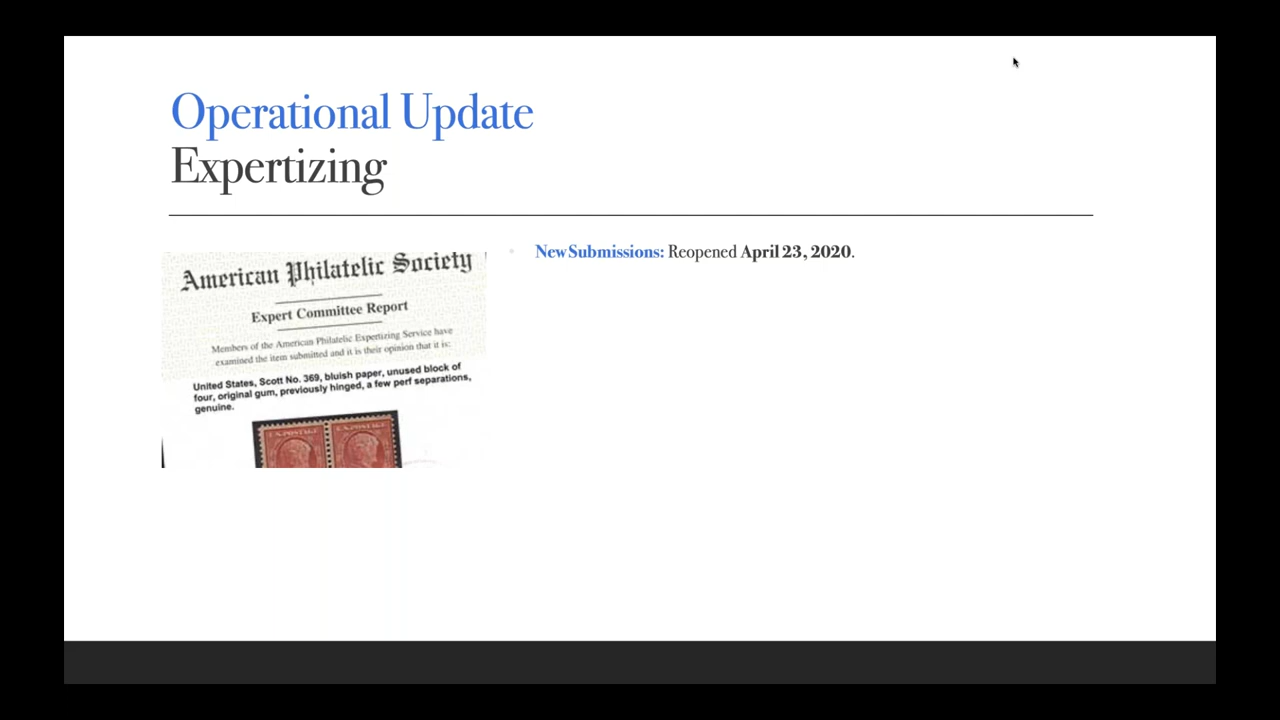 Operational Update
Expertizing
New Submissions: Reopened April 23, 2020.
American Philatelic Society
Expert Committee Report
Members of the American Philatelic Expertizing Service have
examined the item submitted and it is their opinion that it is:
United States, Scott No. 369, bluish paper, unused block of
four, original gum, previously hinged, a few perf separations,
genuine.
U.S. POSTAGE U.S. POSTAGE